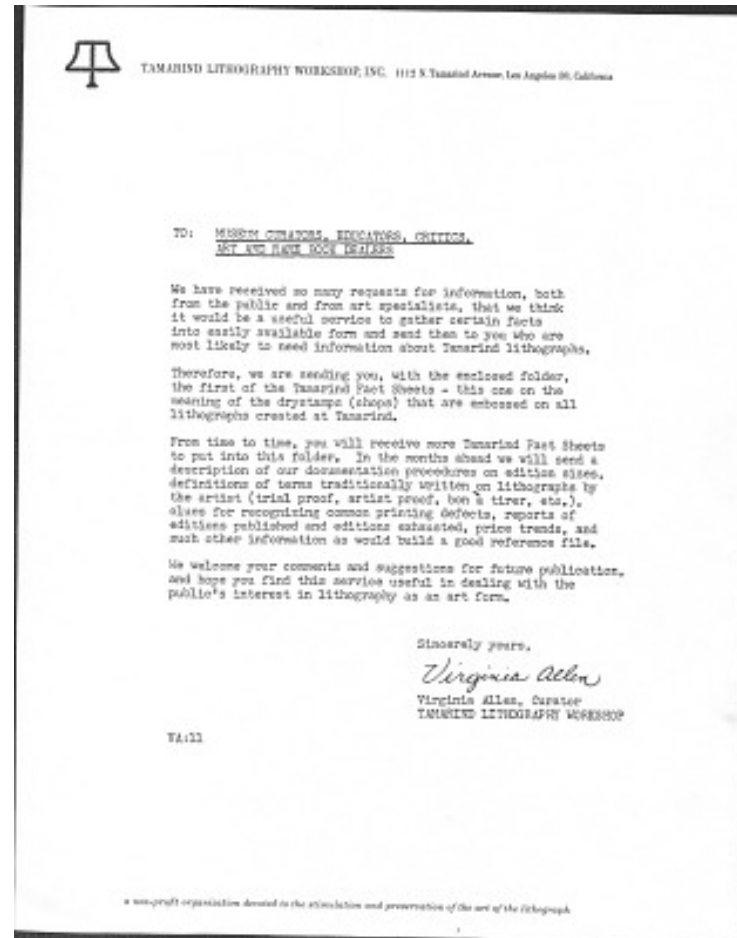 TAMARIND LITHOGRAPHY WORKSHOP, INC. 1112 N. Tamarind Avenue, Los Angeles 38, California
TO: MUSEUM CURATORS, EDUCATORS, CRITICS,
ART AND RARE BOOK DEALERS
We have received so many requests for information, both
from the public and from art specialists, that we think
it would be a useful service to gather certain facts
into easily available form and send them to you who are
most likely to need information about Tamarind lithographs.
Therefore, we are sending you, with the enclosed folder,
the first of the Tamarind Fact Sheets - this one on the
meaning of the drystamps (chops) that are embossed on all
lithographs created at Tamarind.
From time to time, you will receive more Tamarind Fact Sheets
to put into this folder. In the months ahead we will send a
description of our documentation procedures on edition sizes,
definitions of terms traditionally written on lithographs by
the artist (trial proof, artist proof, bon à tirer, etc.),
clues for recognizing common printing defects, reports of
editions published and editions exhausted, price trends, and
such other information as would build a good reference file.
We welcome your comments and suggestions for future publication,
and hope you find this service useful in dealing with the
public's interest in lithography as an art form.
Sincerely yours,
Virginia Allen
Virginia Allen, Curator
TAMARIND LITHOGRAPHY WORKSHOP
VA:ll
a non-profit organization devoted to the stimulation and preservation of the art of the lithograph